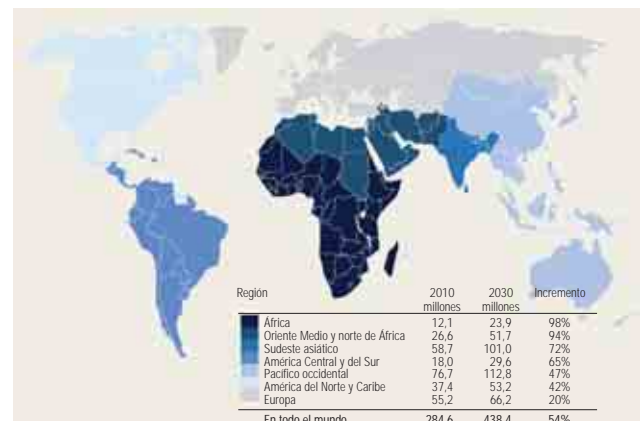 Región 2010 2030 Incremento
millones millones
África 12,1 23,9 98%
Oriente Medio y norte de África 26,6 51,7 94%
Sudeste asiático 58,7 101,0 72%
América Central y del Sur 18,0 29,6 65%
Pacífico occidental 76,7 112,8 47%
América del Norte y Caribe 37,4 53,2 42%
Europa 55,2 66,2 20%
En todo el mundo 284,6 438,4 54%